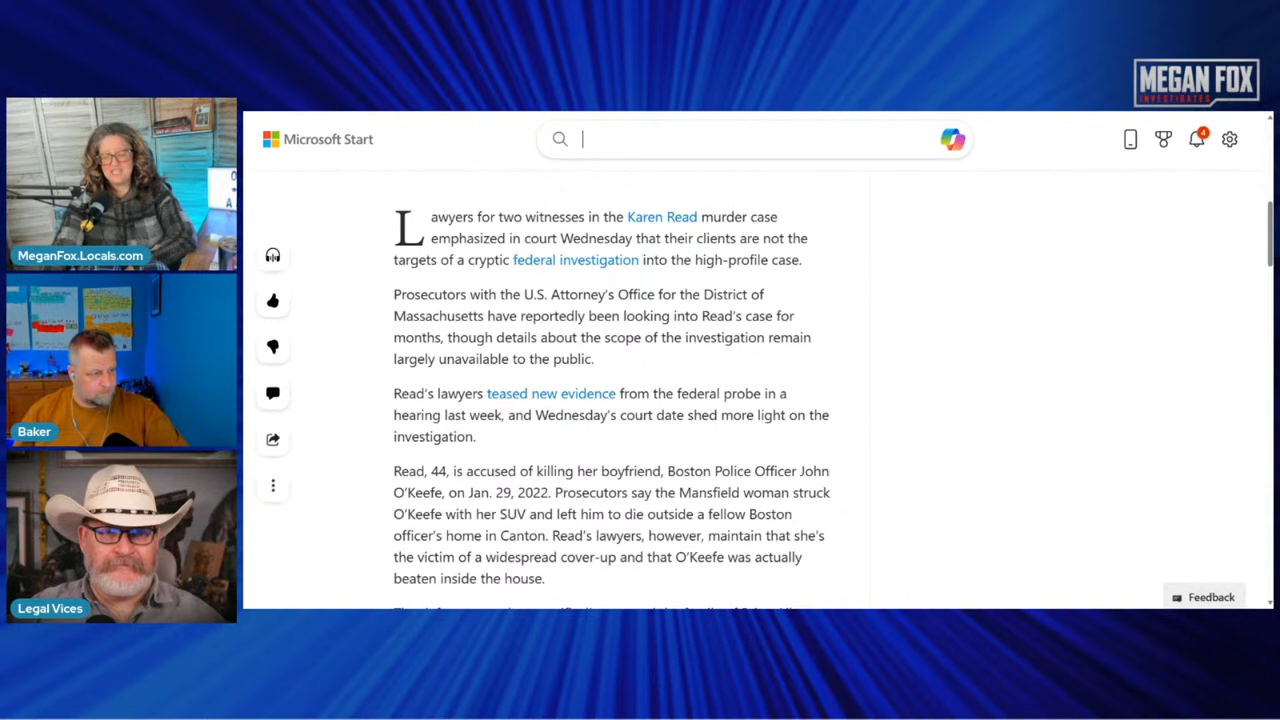 MEGAN FOX
INVESTIGATES
Microsoft Start
4
MeganFox.Locals.com
Baker
Legal Vices
Lawyers for two witnesses in the Karen Read murder case
emphasized in court Wednesday that their clients are not the
targets of a cryptic federal investigation into the high-profile case.
Prosecutors with the U.S. Attorney’s Office for the District of
Massachusetts have reportedly been looking into Read’s case for
months, though details about the scope of the investigation remain
largely unavailable to the public.
Read’s lawyers teased new evidence from the federal probe in a
hearing last week, and Wednesday’s court date shed more light on the
investigation.
Read, 44, is accused of killing her boyfriend, Boston Police Officer John
O’Keefe, on Jan. 29, 2022. Prosecutors say the Mansfield woman struck
O’Keefe with her SUV and left him to die outside a fellow Boston
officer’s home in Canton. Read’s lawyers, however, maintain that she’s
the victim of a widespread cover-up and that O’Keefe was actually
beaten inside the house.
Feedback